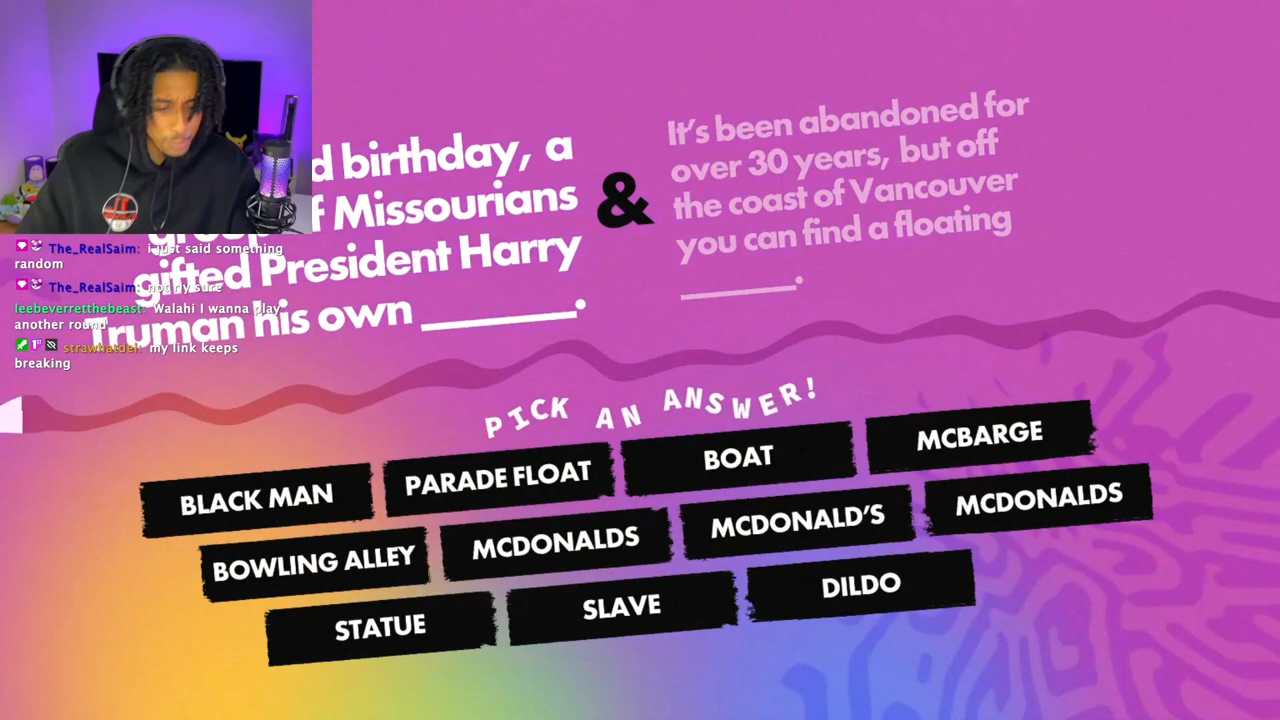 d birthday, a
f Missourians
gifted President Harry
Truman his own ______.
&
It's been abandoned for
over 30 years, but off
the coast of Vancouver
you can find a floating
______.
The_RealSaim: i just said something
random
The_RealSaim: not rly sure
leebeverretthebeast: Walahi I wanna play
another round
my link keeps
breaking
PICK AN ANSWER!
BLACK MAN
PARADE FLOAT
BOAT
MCBARGE
BOWLING ALLEY
MCDONALDS
MCDONALD'S
MCDONALDS
STATUE
SLAVE
DILDO